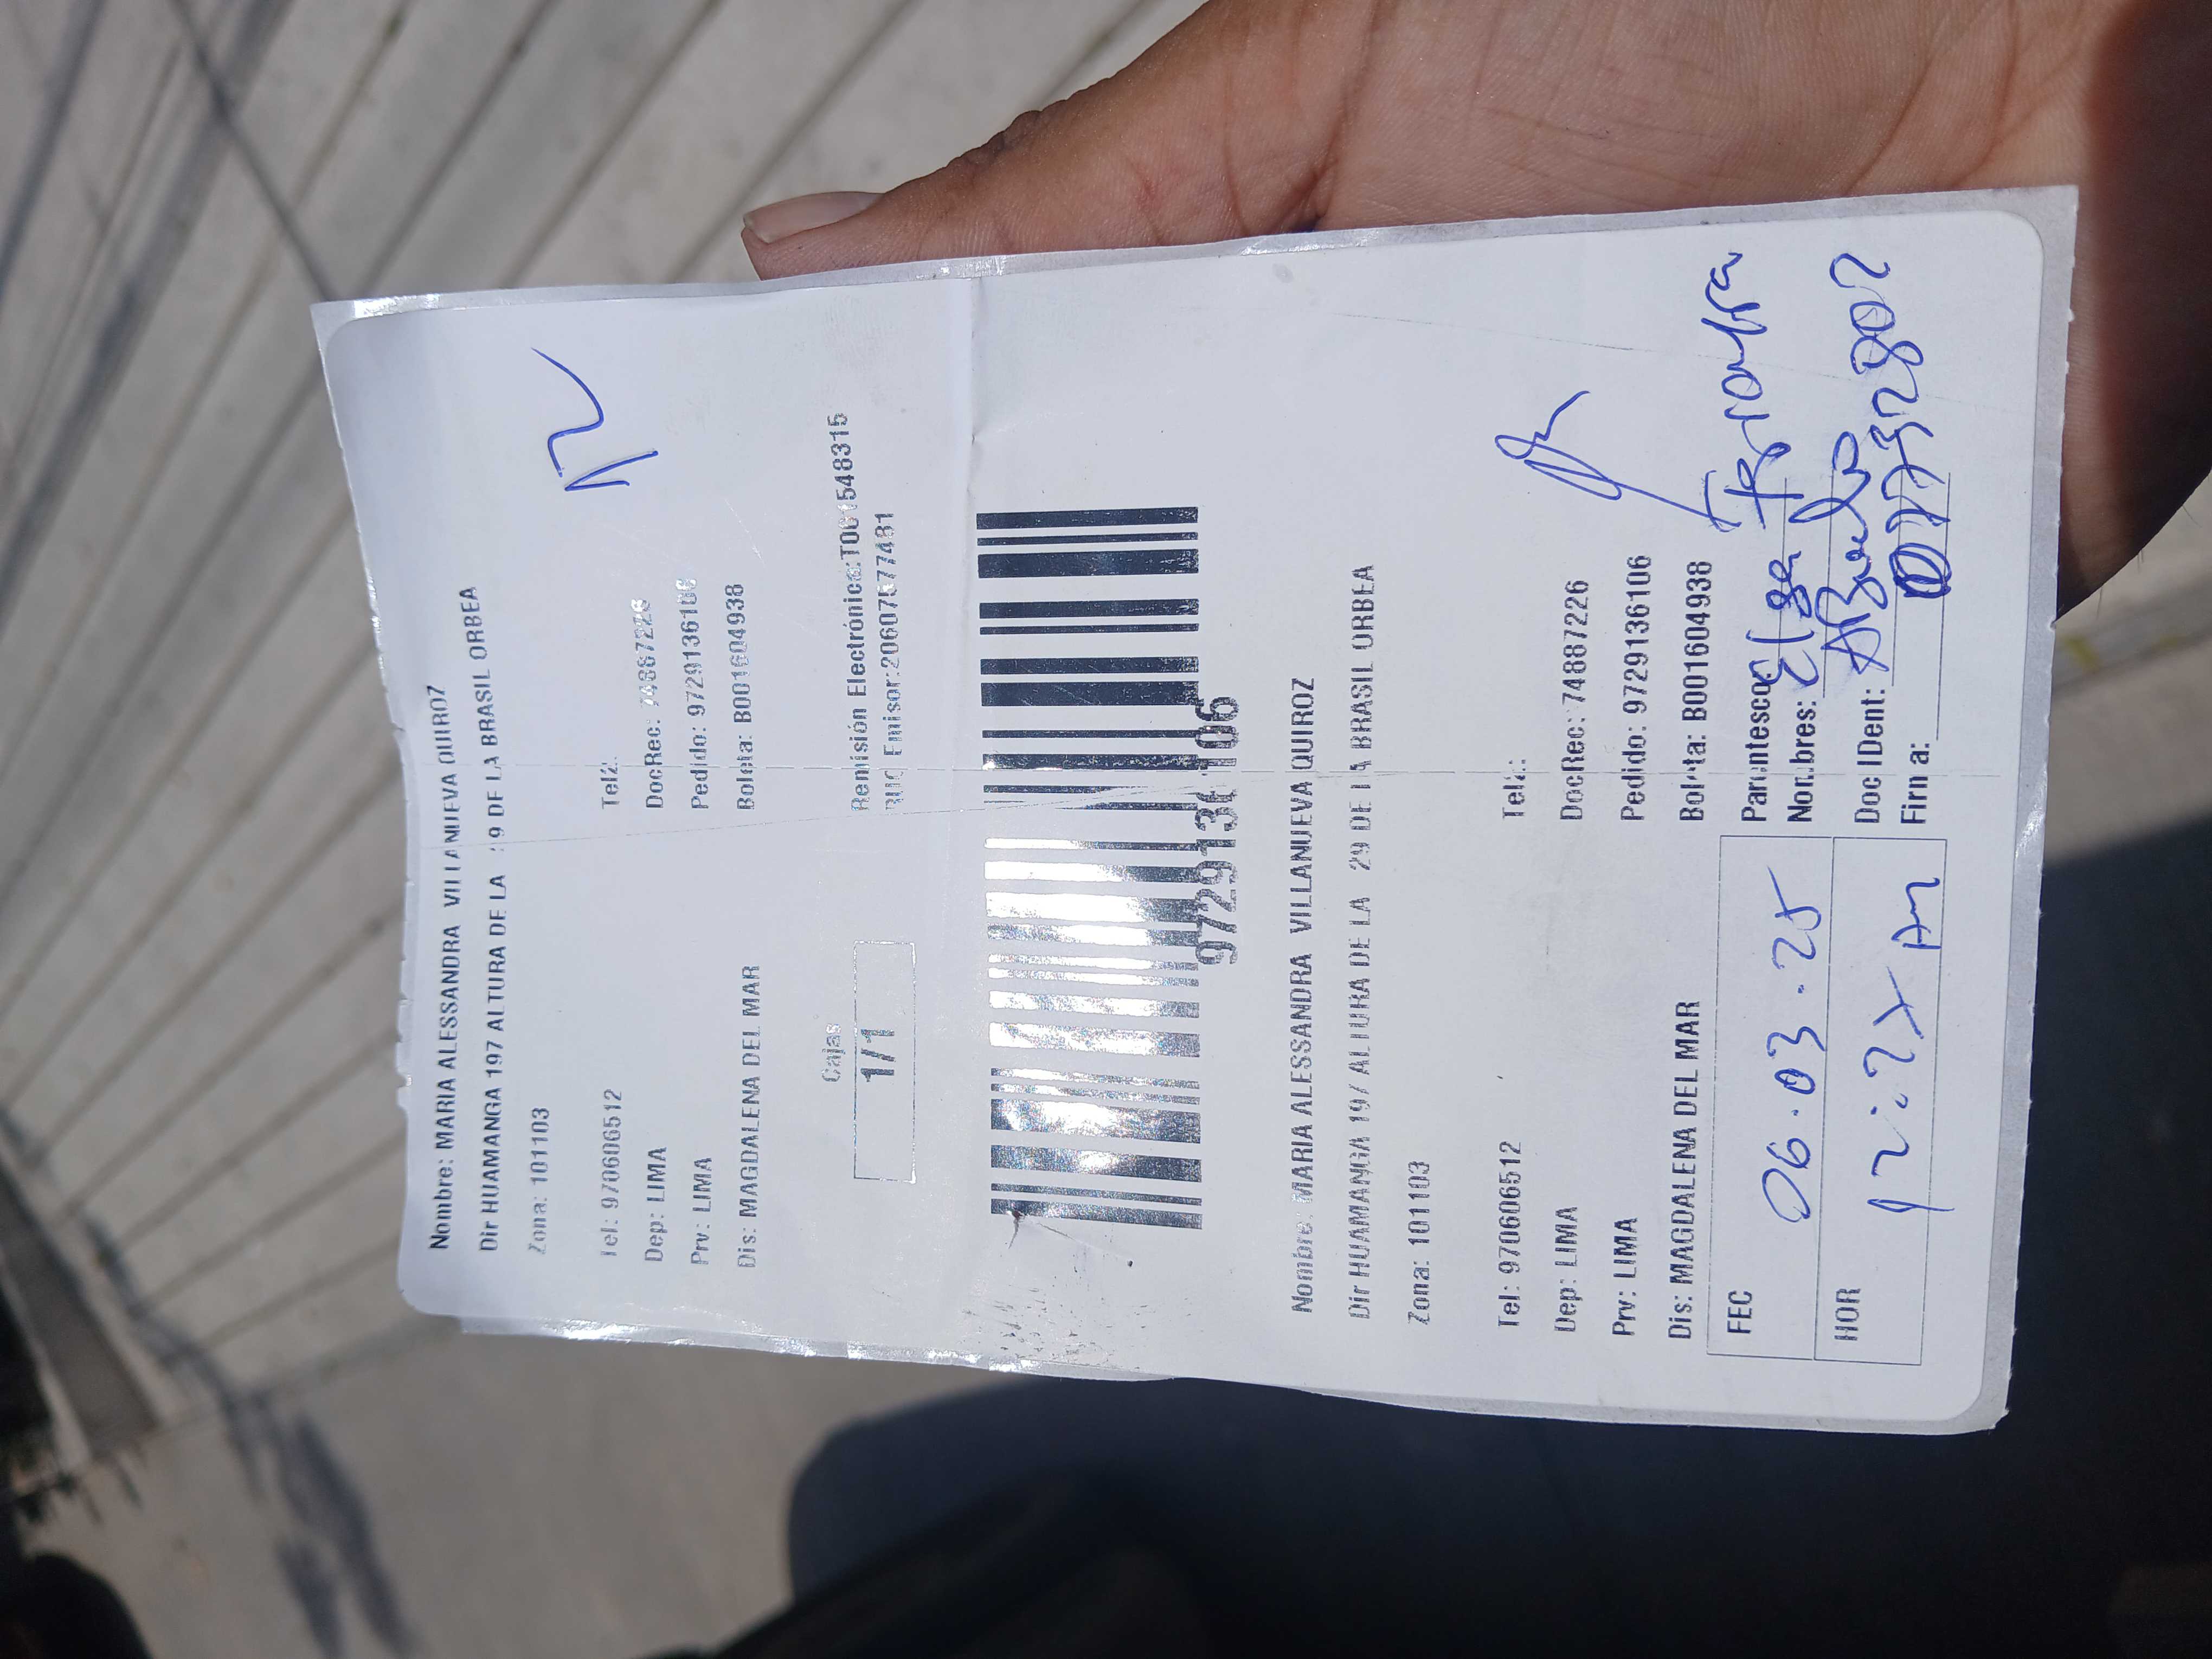 Nombre: MARIA ALESSANDRA VILLANUEVA QUIROZ
Dir HUAMANGA 197 ALTURA DE LA 29 DE LA BRASIL ORBEA
Zona: 101103
Tel: 970606512 Tel2:
Dep: LIMA DocRec: 74887226
Prv: LIMA Pedido: 9729136106
Dis: MAGDALENA DEL MAR Boleta: B001604938
Cajas
1/1
Remisión Electrónica:T001548315
RUC Emisor:20607577481
9729136106
Nombre: MARIA ALESSANDRA VILLANUEVA QUIROZ
Dir HUAMANGA 197 ALTURA DE LA 29 DE LA BRASIL ORBEA
Zona: 101103
Tel: 970606512 Tel2:
Dep: LIMA DocRec: 74887226
Prv: LIMA Pedido: 9729136106
Dis: MAGDALENA DEL MAR Boleta: B001604938
FEC 06.03.25
HOR 12:27
Parentesco:
Nombres: Elsa
Doc IDent:
Firma: